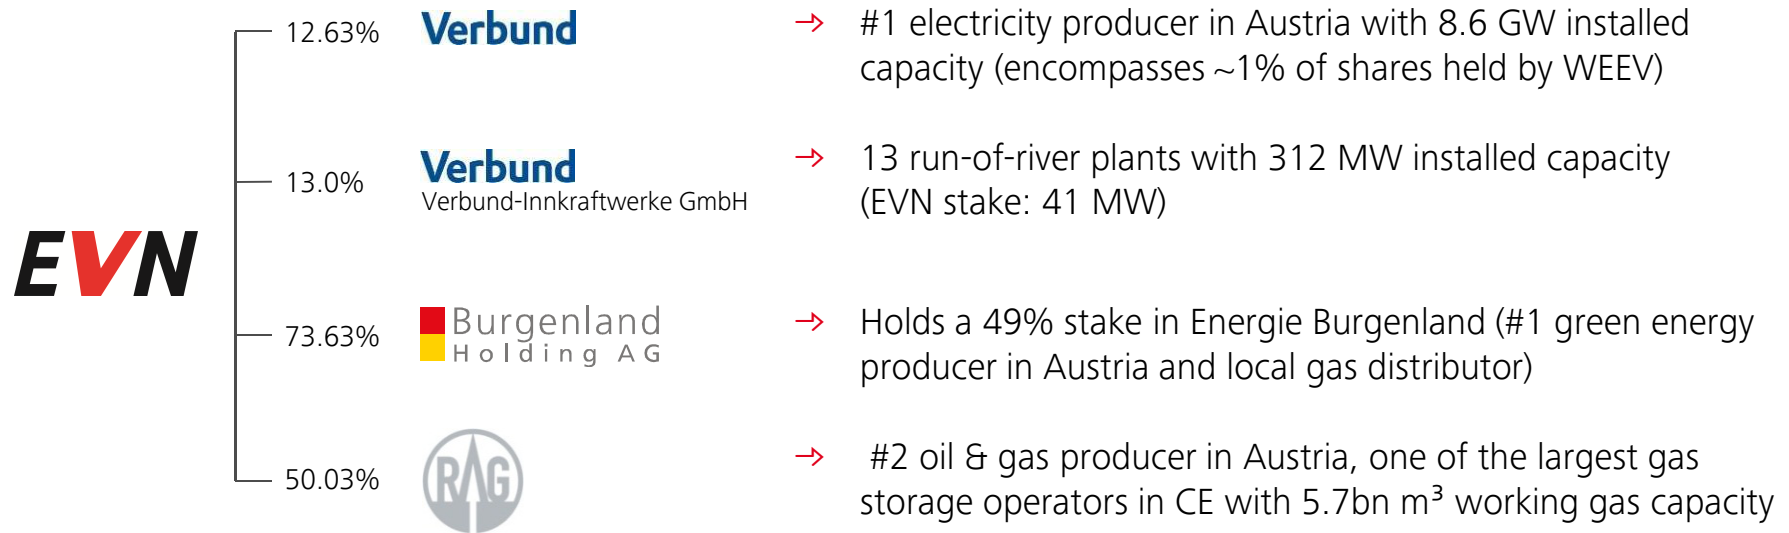 12.63%
Verbund
→ #1 electricity producer in Austria with 8.6 GW installed
capacity (encompasses ~1% of shares held by WEEV)
13.0%
Verbund
Verbund-Innkraftwerke GmbH
→ 13 run-of-river plants with 312 MW installed capacity
(EVN stake: 41 MW)
EVN
73.63%
Burgenland
Holding AG
→ Holds a 49% stake in Energie Burgenland (#1 green energy
producer in Austria and local gas distributor)
50.03%
RAG
→ #2 oil & gas producer in Austria, one of the largest gas
storage operators in CE with 5.7bn m³ working gas capacity